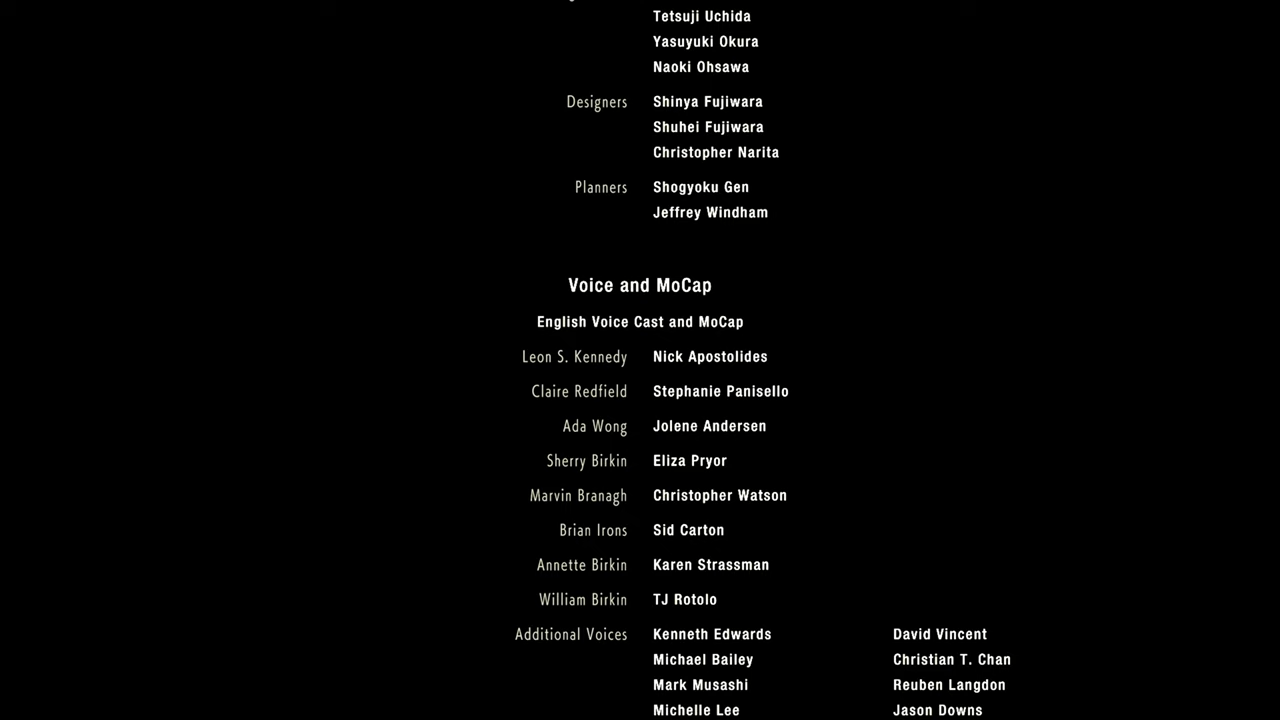 Tetsuji Uchida
Yasuyuki Okura
Naoki Ohsawa
Designers Shinya Fujiwara
Shuhei Fujiwara
Christopher Narita
Planners Shogyoku Gen
Jeffrey Windham
Voice and MoCap
English Voice Cast and MoCap
Leon S. Kennedy Nick Apostolides
Claire Redfield Stephanie Panisello
Ada Wong Jolene Andersen
Sherry Birkin Eliza Pryor
Marvin Branagh Christopher Watson
Brian Irons Sid Carton
Annette Birkin Karen Strassman
William Birkin TJ Rotolo
Additional Voices Kenneth Edwards David Vincent
Michael Bailey Christian T. Chan
Mark Musashi Reuben Langdon
Michelle Lee Jason Downs